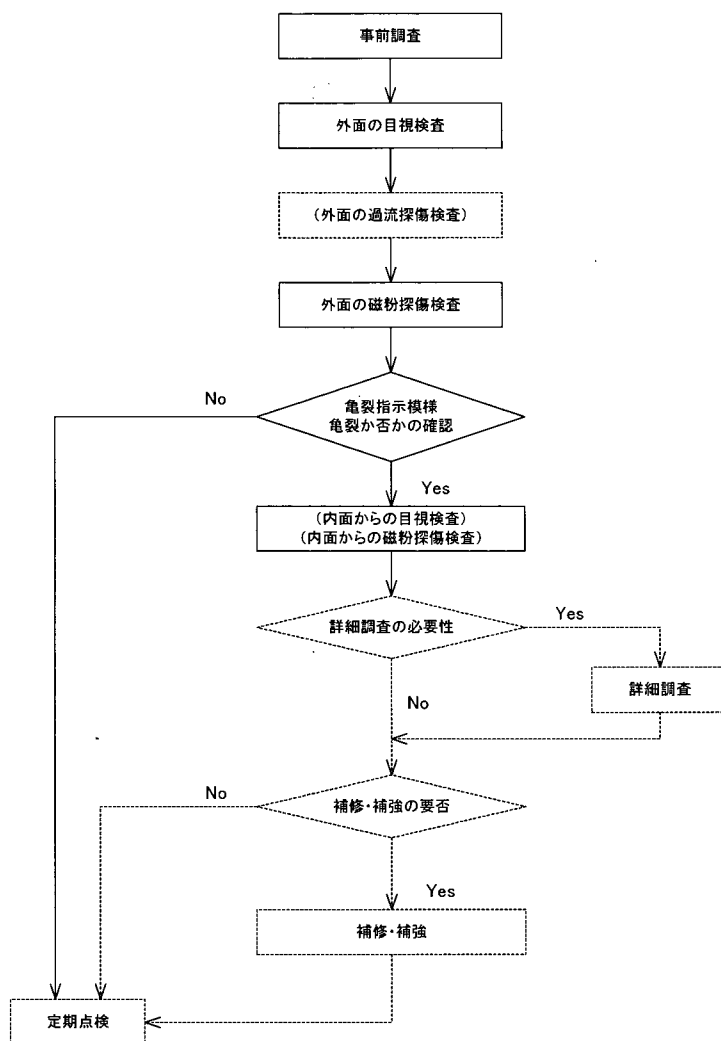 事前調査
外面の目視検査
(外面の過流探傷検査)
外面の磁粉探傷検査
No
亀裂指示模様
亀裂か否かの確認
Yes
(内面からの目視検査)
(内面からの磁粉探傷検査)
詳細調査の必要性
Yes
詳細調査
No
No
補修・補強の要否
Yes
補修・補強
定期点検